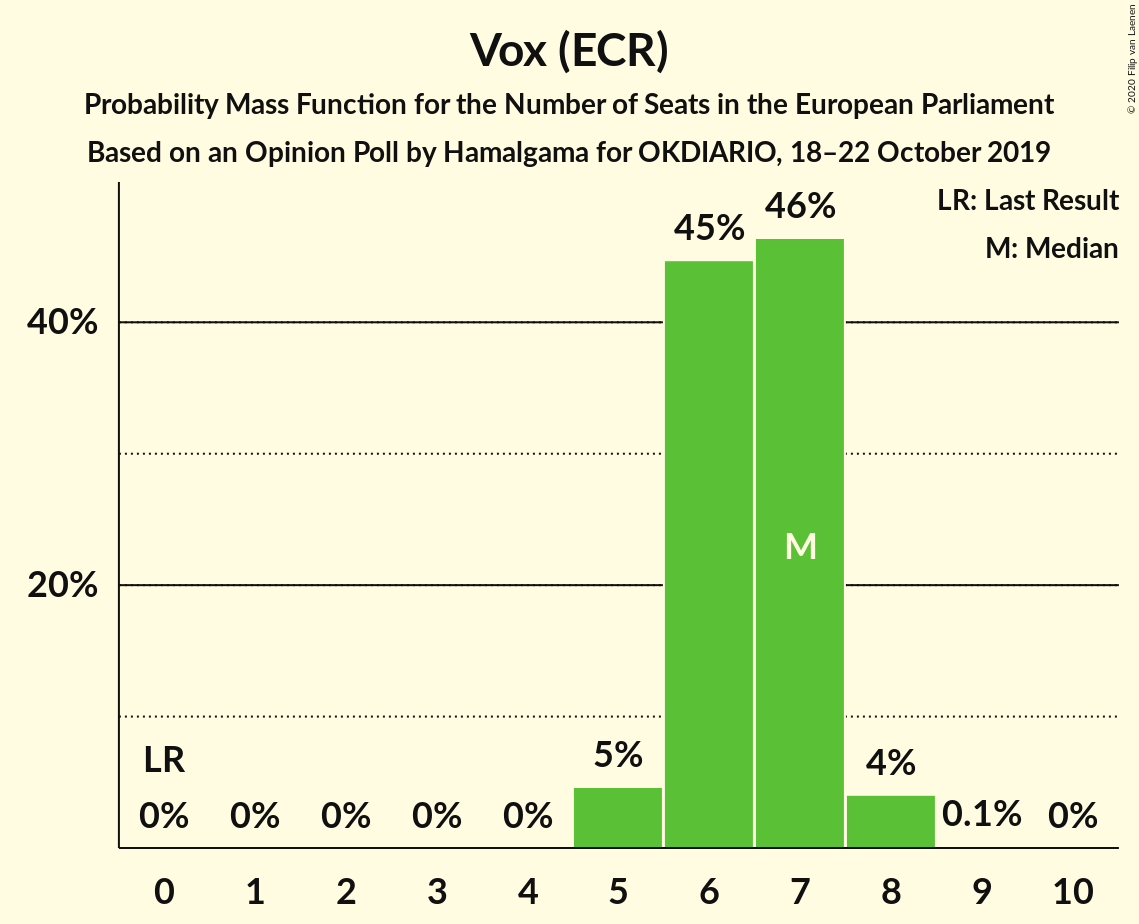 © 2020 Filip van Laenen
Vox (ECR)
Probability Mass Function for the Number of Seats in the European Parliament
Based on an Opinion Poll by Hamalgama for OKDIARIO, 18–22 October 2019
LR: Last Result
M: Median
46%
45%
40%
M
20%
LR
5%
4%
0% 0% 0% 0% 0% 0.1% 0%
0 1 2 3 4 5 6 7 8 9 10